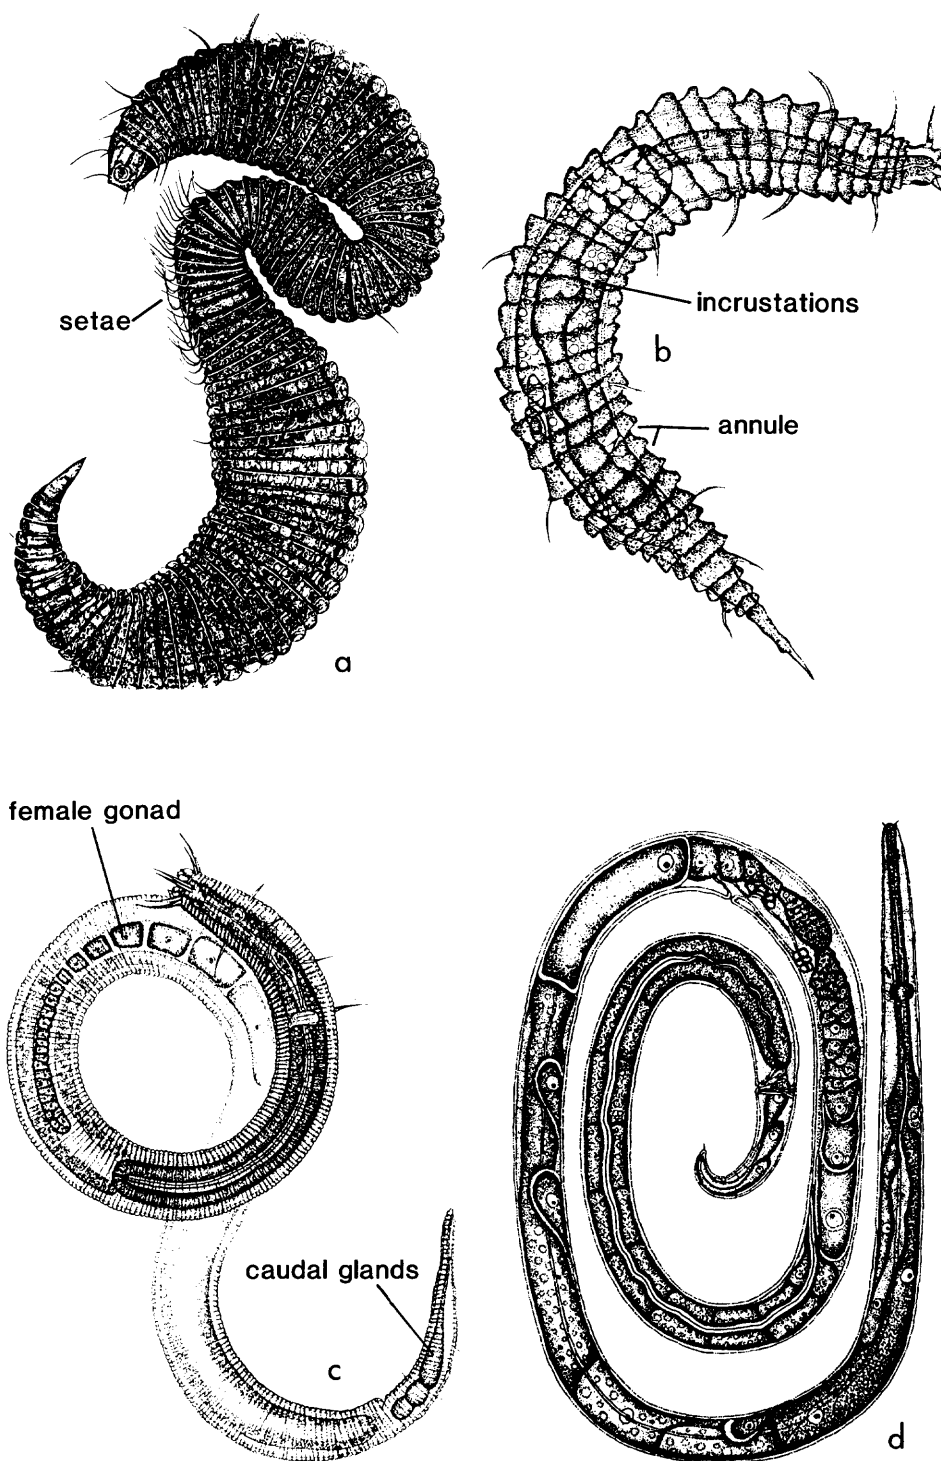 setae
incrustations
b
annule
a
female gonad
caudal glands
c
d